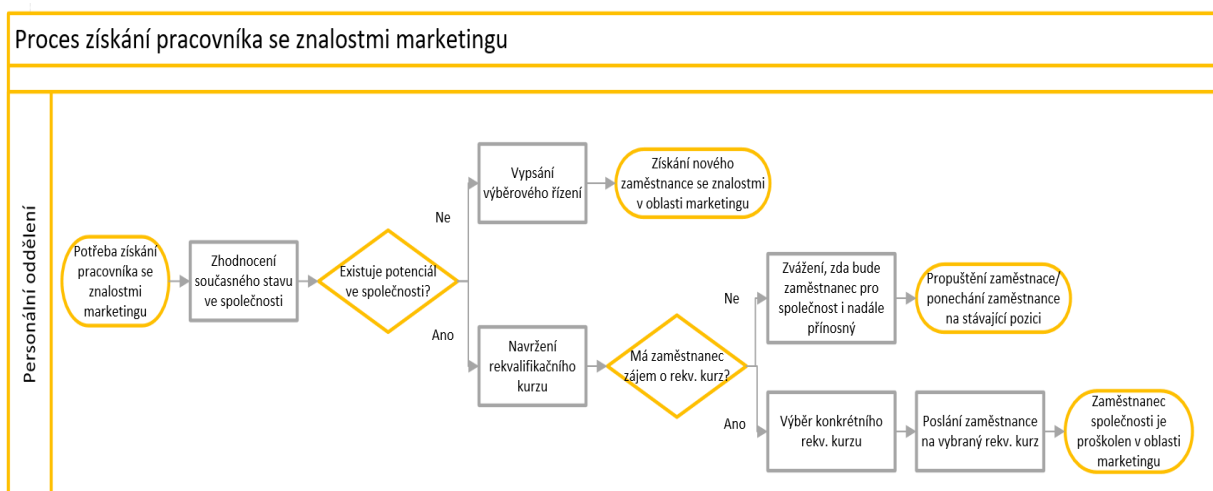 Proces získání pracovníka se znalostmi marketingu
Personální oddělení
Potřeba získání
pracovníka se
znalostmi
marketingu
Zhodnocení
současného stavu
ve společnosti
Existuje potenciál
ve společnosti?
Ne
Vypsání
výběrového řízení
Získání nového
zaměstnance se znalostmi
v oblasti marketingu
Ano
Navržení
rekvalifikačního
kurzu
Má zaměstnanec
zájem o rekv. kurz?
Ne
Zvážení, zda bude
zaměstnanec pro
společnost i nadále
přínosný
Propuštění zaměstnace/
ponechání zaměstnance
na stávající pozici
Ano
Výběr konkrétního
rekv. kurzu
Poslání zaměstnance
na vybraný rekv. kurz
Zaměstnanec
společnosti je
proškolen v oblasti
marketingu